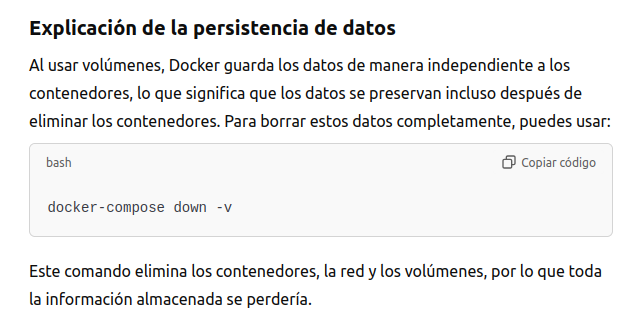 Explicación de la persistencia de datos
Al usar volúmenes, Docker guarda los datos de manera independiente a los
contenedores, lo que significa que los datos se preservan incluso después de
eliminar los contenedores. Para borrar estos datos completamente, puedes usar:
bash
Copiar código
docker-compose down -v
Este comando elimina los contenedores, la red y los volúmenes, por lo que toda
la información almacenada se perdería.